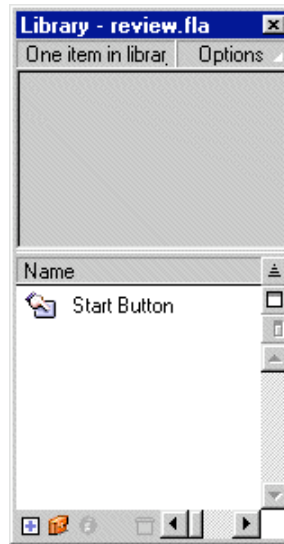 Library - review.fla
One item in librar
Options
Name
Start Button